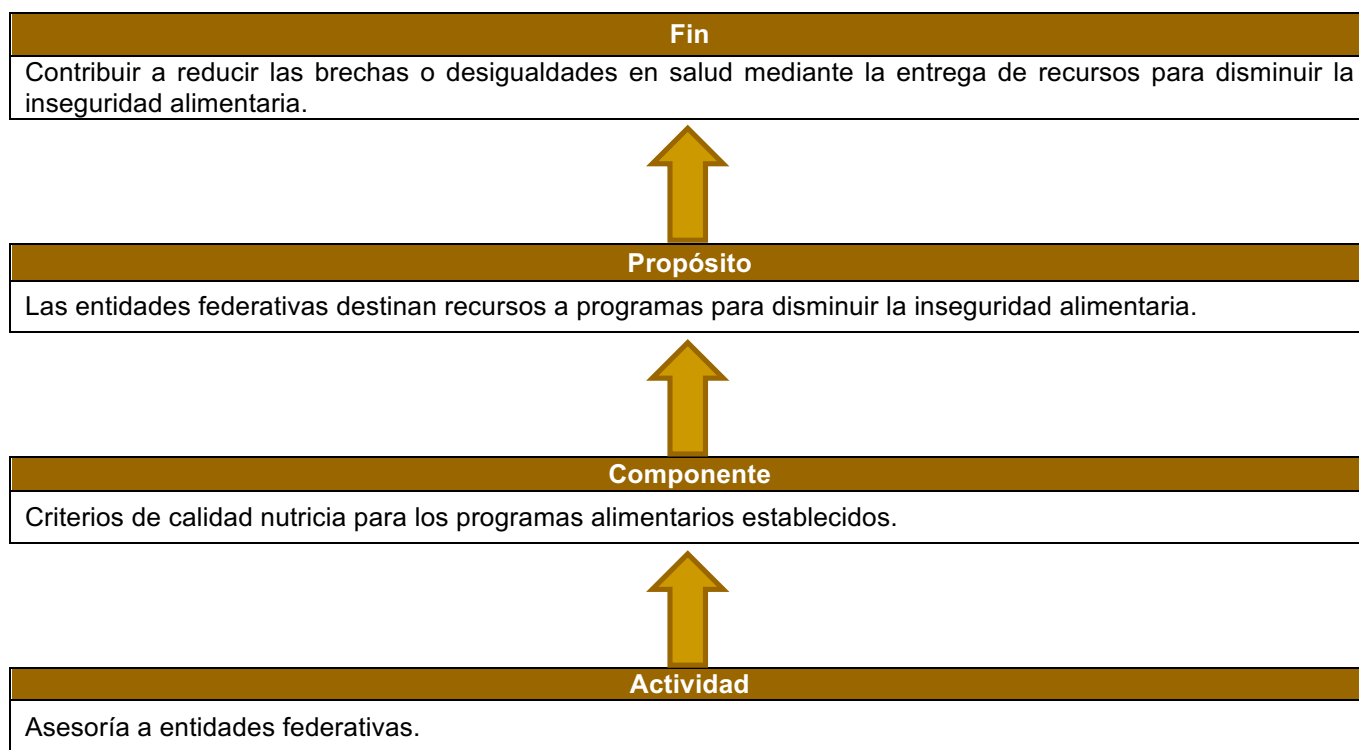 Fin
Contribuir a reducir las brechas o desigualdades en salud mediante la entrega de recursos para disminuir la
inseguridad alimentaria.
Propósito
Las entidades federativas destinan recursos a programas para disminuir la inseguridad alimentaria.
Componente
Criterios de calidad nutricia para los programas alimentarios establecidos.
Actividad
Asesoría a entidades federativas.